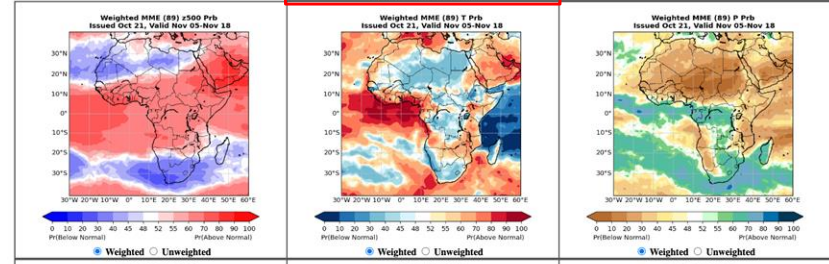 Weighted MME (89) z500 Prb
Issued Oct 21, Valid Nov 05-Nov 18
30°N
20°N
10°N
0°
10°S
20°S
30°S
30°W 20°W 10°W 0° 10°E 20°E 30°E 40°E 50°E 60°E
0 10 20 30 40 45 48 52 55 60 70 80 90 100
Pr(Below Normal) Pr(Above Normal)
Weighted Unweighted
Weighted MME (89) T Prb
Issued Oct 21, Valid Nov 05-Nov 18
30°N
20°N
10°N
0°
10°S
20°S
30°S
30°W 20°W 10°W 0° 10°E 20°E 30°E 40°E 50°E 60°E
0 10 20 30 40 45 48 52 55 60 70 80 90 100
Pr(Below Normal) Pr(Above Normal)
Weighted Unweighted
Weighted MME (89) P Prb
Issued Oct 21, Valid Nov 05-Nov 18
30°N
20°N
10°N
0°
10°S
20°S
30°S
30°W 20°W 10°W 0° 10°E 20°E 30°E 40°E 50°E 60°E
0 10 20 30 40 45 48 52 55 60 70 80 90 100
Pr(Below Normal) Pr(Above Normal)
Weighted Unweighted